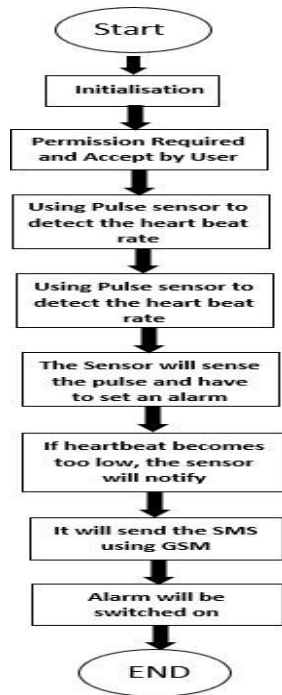 Start
Initialisation
Permission Required
and Accept by User
Using Pulse sensor to
detect the heart beat
rate
Using Pulse sensor to
detect the heart beat
rate
The Sensor will sense
the pulse and have
to set an alarm
If heartbeat becomes
too low, the sensor
will notify
It will send the SMS
using GSM
Alarm will be
switched on
END